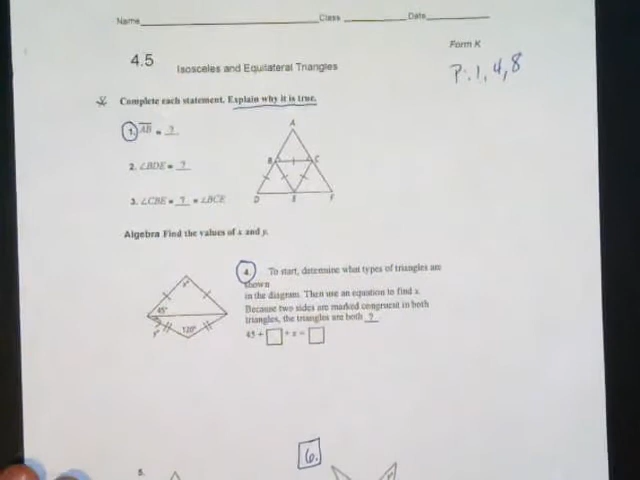 Name Class Date
4.5 Isosceles and Equilateral Triangles
Form K
P: 1, 4, 8
Complete each statement. Explain why it is true.
1. AB ≅ ?
A
B C
D E F
2. ∠BDE ≅ ?
3. ∠CBE ≅ ? ≅ ∠BCE
Algebra Find the values of x and y.
4. To start, determine what types of triangles are
shown
in the diagram. Then use an equation to find x.
Because two sides are marked congruent in both
triangles, the triangles are both ?
45 + + x =
x°
45°
y°
120°
5.
6.